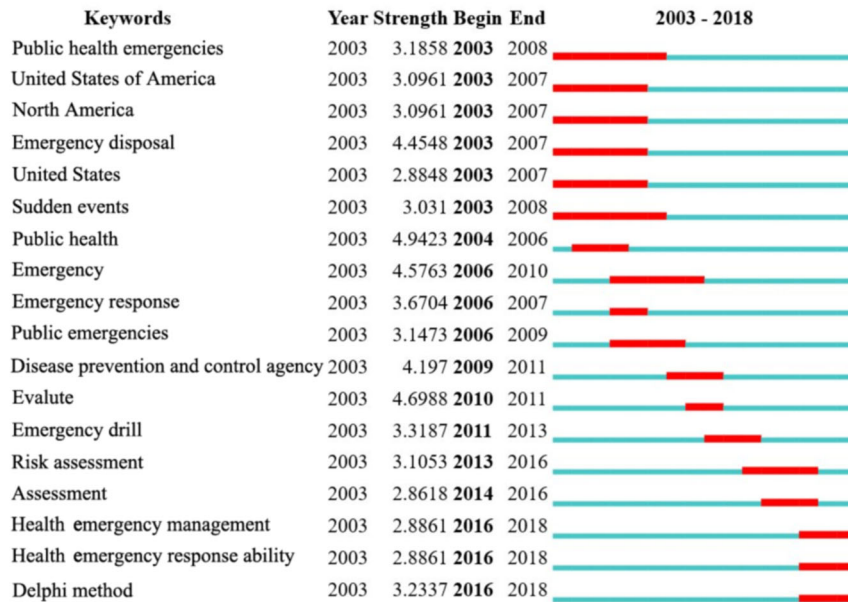 Keywords Year Strength Begin End 2003 - 2018
Public health emergencies 2003 3.1858 2003 2008
United States of America 2003 3.0961 2003 2007
North America 2003 3.0961 2003 2007
Emergency disposal 2003 4.4548 2003 2007
United States 2003 2.8848 2003 2007
Sudden events 2003 3.031 2003 2008
Public health 2003 4.9423 2004 2006
Emergency 2003 4.5763 2006 2010
Emergency response 2003 3.6704 2006 2007
Public emergencies 2003 3.1473 2006 2009
Disease prevention and control agency 2003 4.197 2009 2011
Evalute 2003 4.6988 2010 2011
Emergency drill 2003 3.3187 2011 2013
Risk assessment 2003 3.1053 2013 2016
Assessment 2003 2.8618 2014 2016
Health emergency management 2003 2.8861 2016 2018
Health emergency response ability 2003 2.8861 2016 2018
Delphi method 2003 3.2337 2016 2018